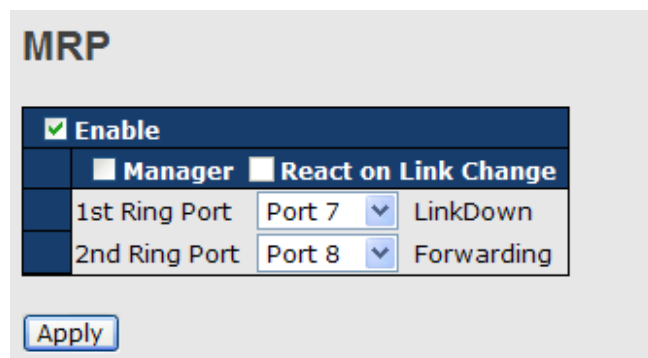 MRP
Enable
Manager React on Link Change
1st Ring Port Port 7 LinkDown
2nd Ring Port Port 8 Forwarding
Apply